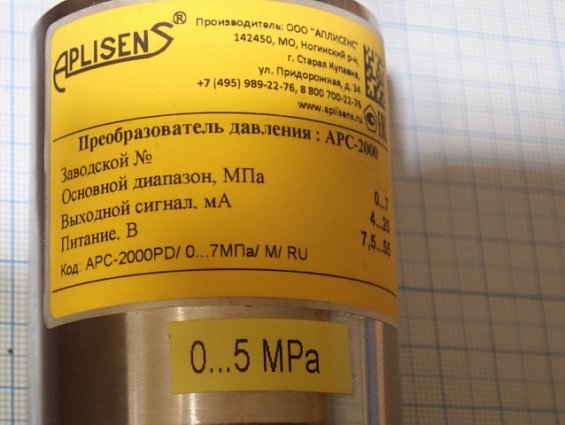 APLISENS®
Производитель: ООО "АПЛИСЕНС"
142450, МО, Ногинский р-н,
г. Старая Купавна,
ул. Придорожная, д. 34
+7 (495) 989-22-76, 8 800 700-22-76
www.aplisens.ru
Преобразователь давления : APC-2000
Заводской №
Основной диапазон, МПа 0...7
Выходной сигнал, мА 4...20
Питание, В 7,5...55
Код: APC-2000PD/ 0...7МПа/ M/ RU
0...5 MPa